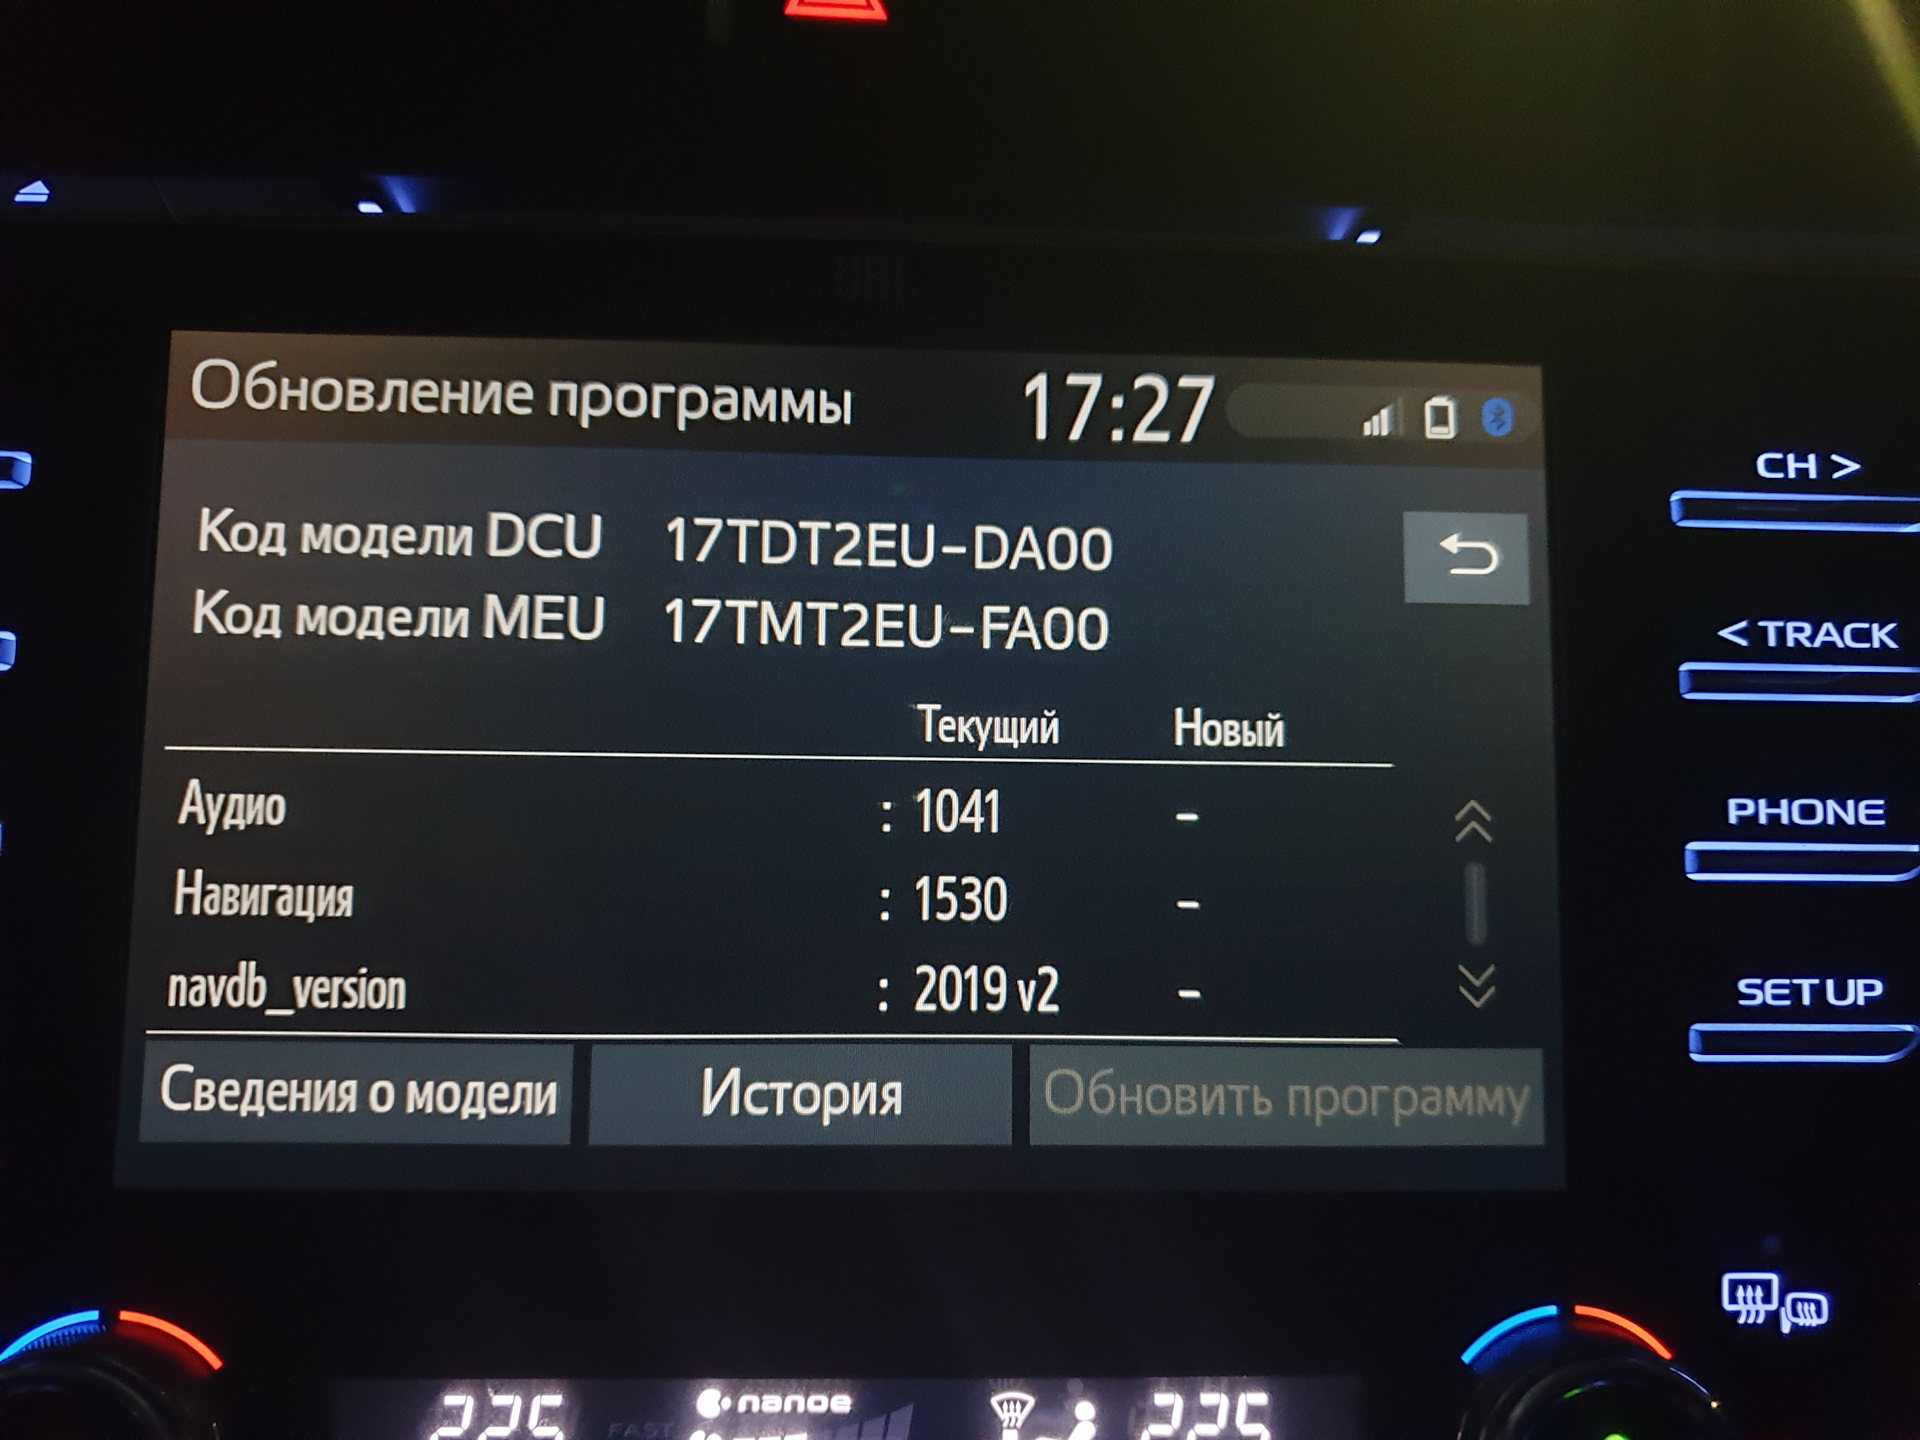 Обновление программы 17:27
Код модели DCU 17TDT2EU-DA00
Код модели MEU 17TMT2EU-FA00
Текущий Новый
Аудио : 1041 -
Навигация : 1530 -
navdb_version : 2019 v2 -
Сведения о модели История Обновить программу
CH >
< TRACK
PHONE
SETUP
nanoe
FAST